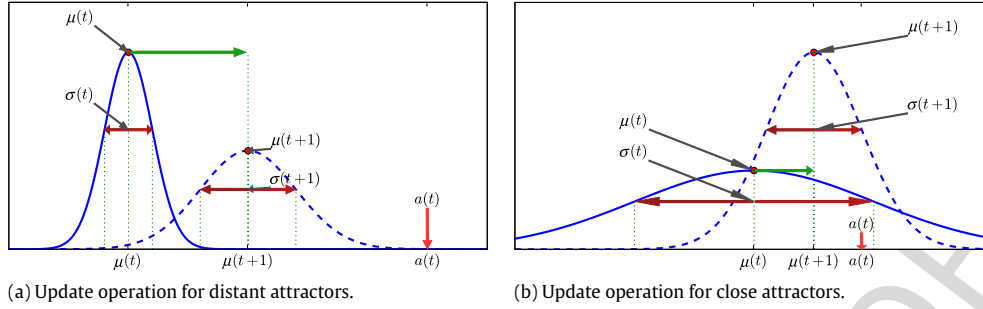 μ(t)
σ(t)
μ(t+1)
σ(t+1)
a(t)
μ(t) μ(t+1) a(t)
(a) Update operation for distant attractors.
μ(t+1)
σ(t+1)
μ(t)
σ(t)
a(t)
μ(t) μ(t+1) a(t)
(b) Update operation for close attractors.